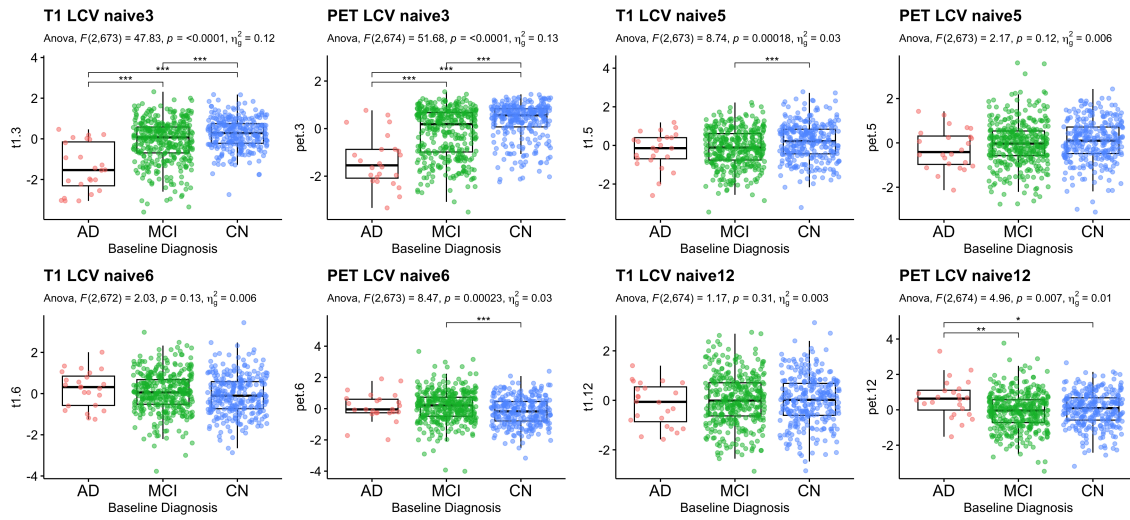 T1 LCV naive3
Anova, F(2,673) = 47.83, p = <0.0001, η²g = 0.12
t1.3
4
2
0
-2
***
***
***
AD MCI CN
Baseline Diagnosis
PET LCV naive3
Anova, F(2,674) = 51.68, p = <0.0001, η²g = 0.13
pet.3
2
0
-2
***
***
***
AD MCI CN
Baseline Diagnosis
T1 LCV naive5
Anova, F(2,673) = 8.74, p = 0.00018, η²g = 0.03
t1.5
4
2
0
-2
***
AD MCI CN
Baseline Diagnosis
PET LCV naive5
Anova, F(2,673) = 2.17, p = 0.12, η²g = 0.006
pet.5
2
0
-2
AD MCI CN
Baseline Diagnosis
T1 LCV naive6
Anova, F(2,672) = 2.03, p = 0.13, η²g = 0.006
t1.6
2
0
-2
-4
AD MCI CN
Baseline Diagnosis
PET LCV naive6
Anova, F(2,673) = 8.47, p = 0.00023, η²g = 0.03
pet.6
6
4
2
0
-2
-4
***
AD MCI CN
Baseline Diagnosis
T1 LCV naive12
Anova, F(2,674) = 1.17, p = 0.31, η²g = 0.003
t1.12
2
0
-2
AD MCI CN
Baseline Diagnosis
PET LCV naive12
Anova, F(2,674) = 4.96, p = 0.007, η²g = 0.01
pet.12
4
2
0
-2
*
**
AD MCI CN
Baseline Diagnosis